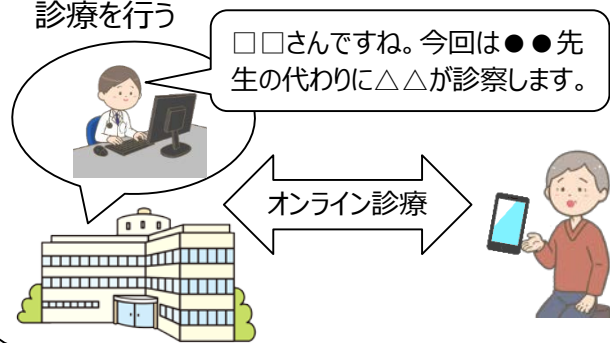 診療を行う
□□さんですね。今回は●●先
生の代わりに△△が診察します。
オンライン診療